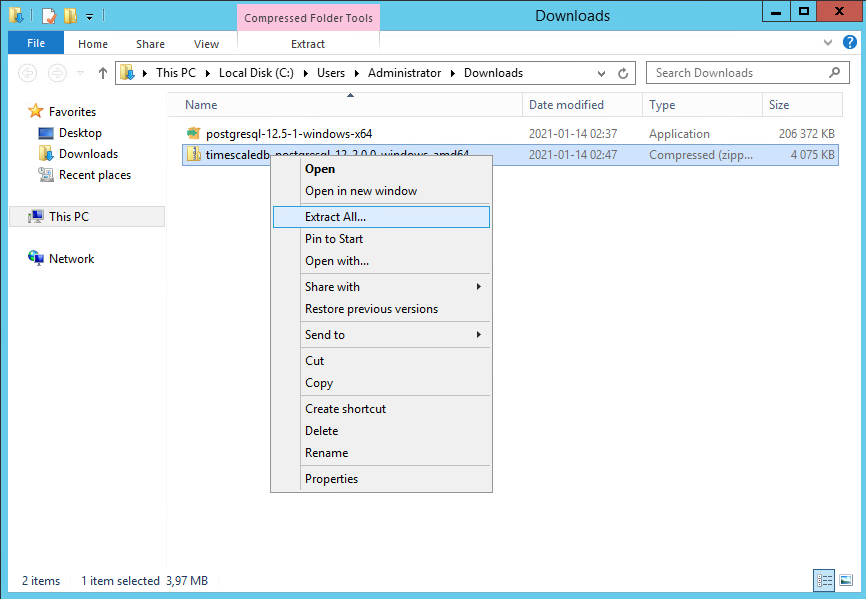 Compressed Folder Tools
Downloads
File Home Share View Extract
This PC Local Disk (C:) Users Administrator Downloads
Search Downloads
Favorites
Desktop
Downloads
Recent places
This PC
Network
Name Date modified Type Size
postgresql-12.5-1-windows-x64 2021-01-14 02:37 Application 206 372 KB
timescaledb-postgresql-12_2.0.0-windows-amd64 2021-01-14 02:47 Compressed (zipp... 4 075 KB
Open
Open in new window
Extract All...
Pin to Start
Open with...
Share with
Restore previous versions
Send to
Cut
Copy
Create shortcut
Delete
Rename
Properties
2 items 1 item selected 3,97 MB